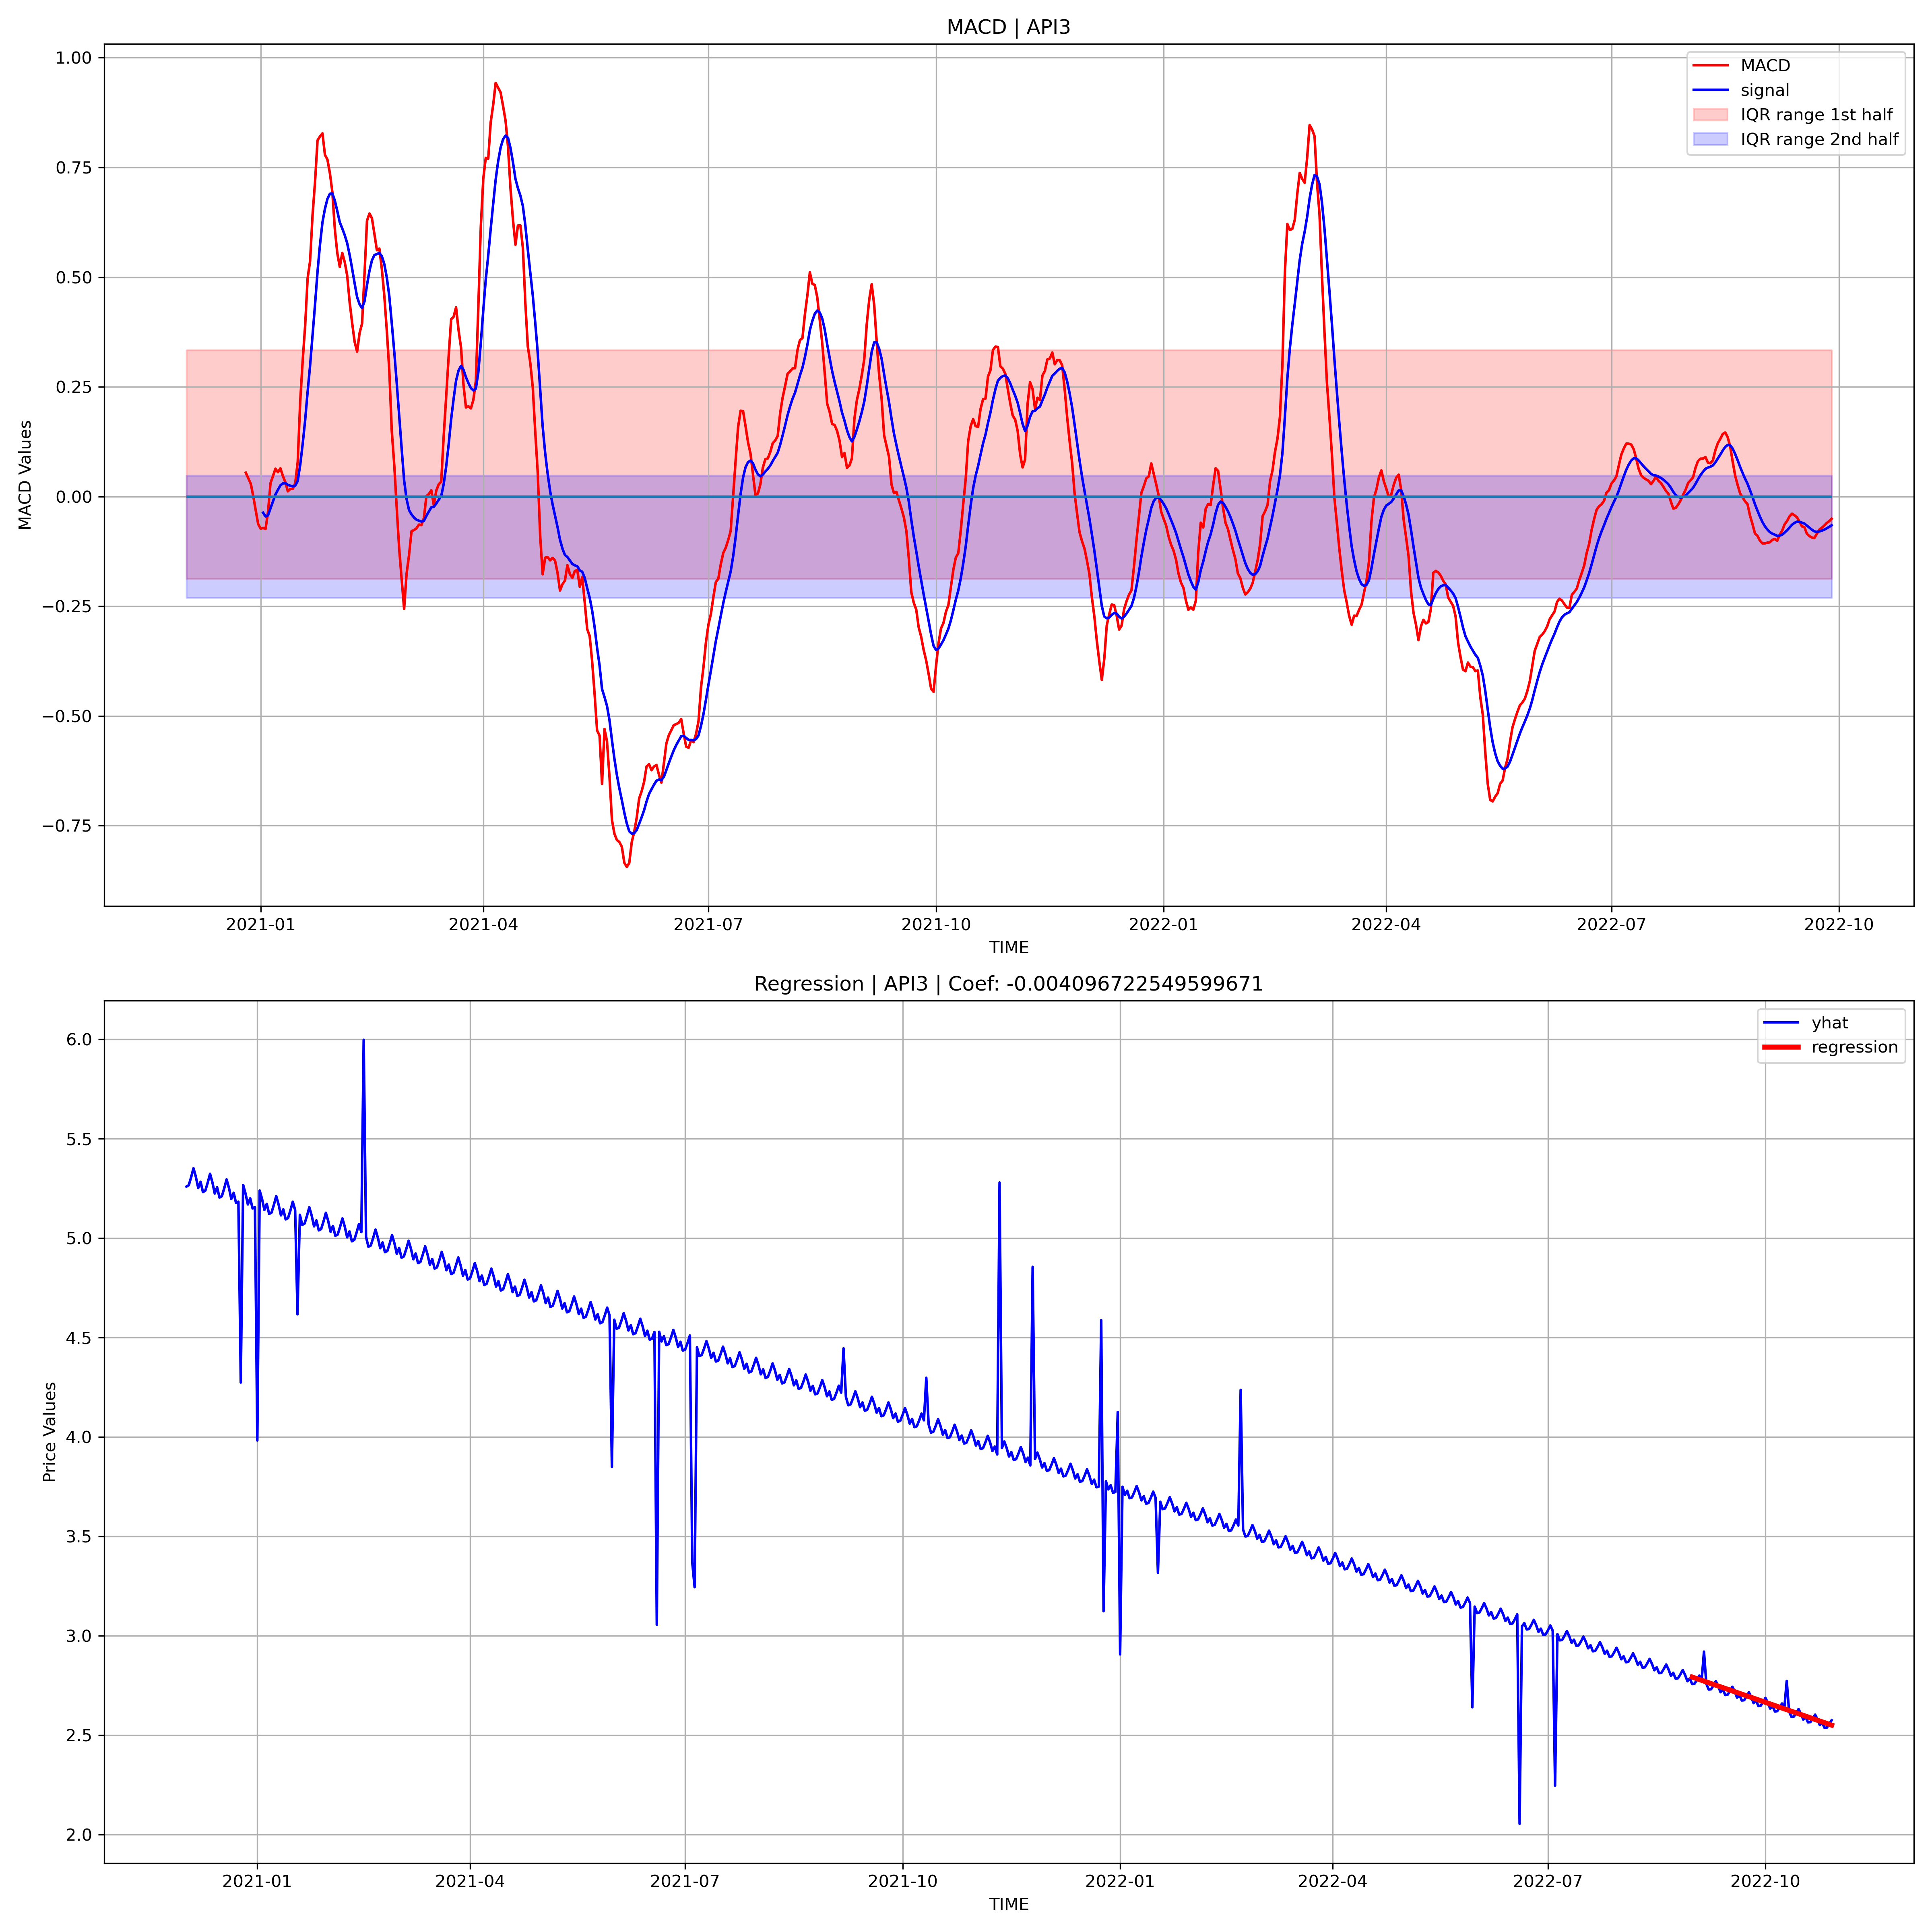 MACD | API3
1.00
0.75
0.50
0.25
0.00
−0.25
−0.50
−0.75
MACD Values
MACD
signal
IQR range 1st half
IQR range 2nd half
2021-01 2021-04 2021-07 2021-10 2022-01 2022-04 2022-07 2022-10
TIME
Regression | API3 | Coef: -0.004096722549599671
6.0
5.5
5.0
4.5
4.0
3.5
3.0
2.5
2.0
Price Values
yhat
regression
2021-01 2021-04 2021-07 2021-10 2022-01 2022-04 2022-07 2022-10
TIME